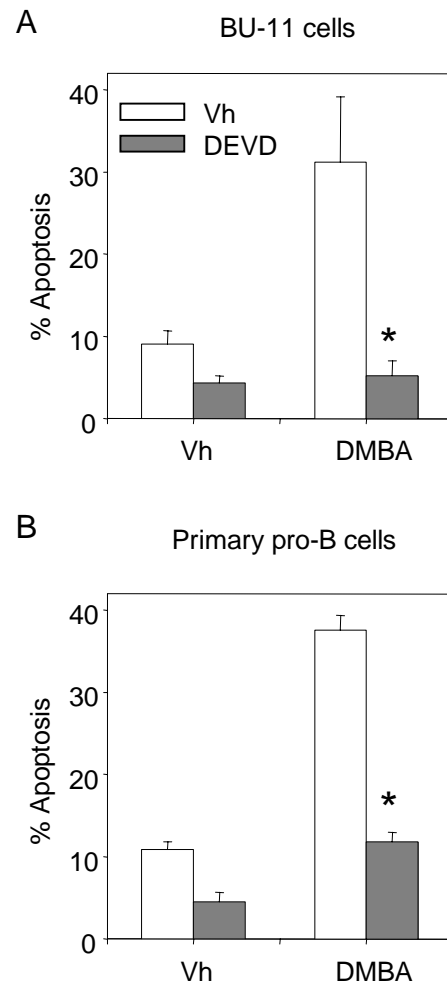 A
BU-11 cells
40
30
20
10
0
% Apoptosis
Vh
DEVD
*
Vh
DMBA
B
Primary pro-B cells
40
30
20
10
0
% Apoptosis
*
Vh
DMBA